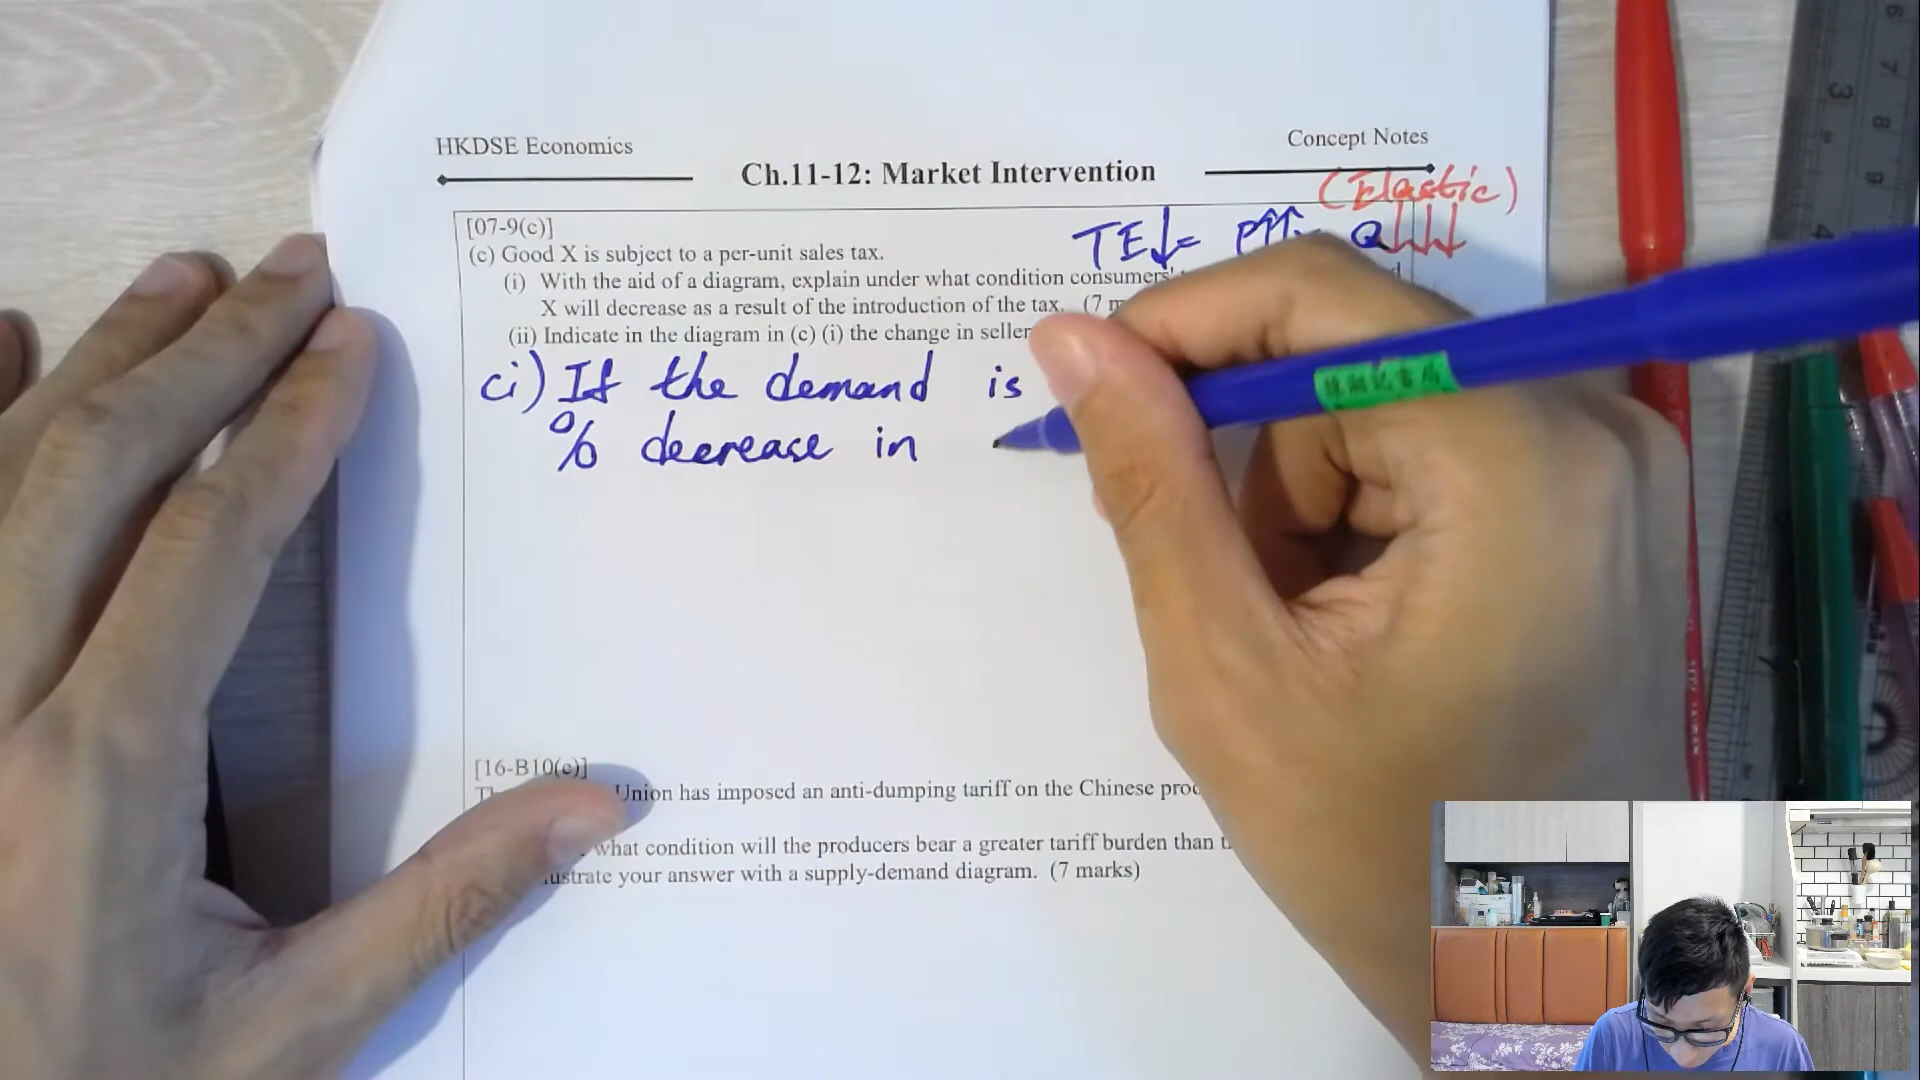 HKDSE Economics
Concept Notes
Ch.11-12: Market Intervention
(Elastic)
[07-9(c)]
TE↓= P↑↑× Q↓↓↓
(c) Good X is subject to a per-unit sales tax.
(i) With the aid of a diagram, explain under what condition consumers'
X will decrease as a result of the introduction of the tax. (7
(ii) Indicate in the diagram in (c) (i) the change in seller
ci) If the demand is
% decrease in
[16-B10(c)]
Union has imposed an anti-dumping tariff on the Chinese
what condition will the producers bear a greater tariff burden than
your answer with a supply-demand diagram. (7 marks)